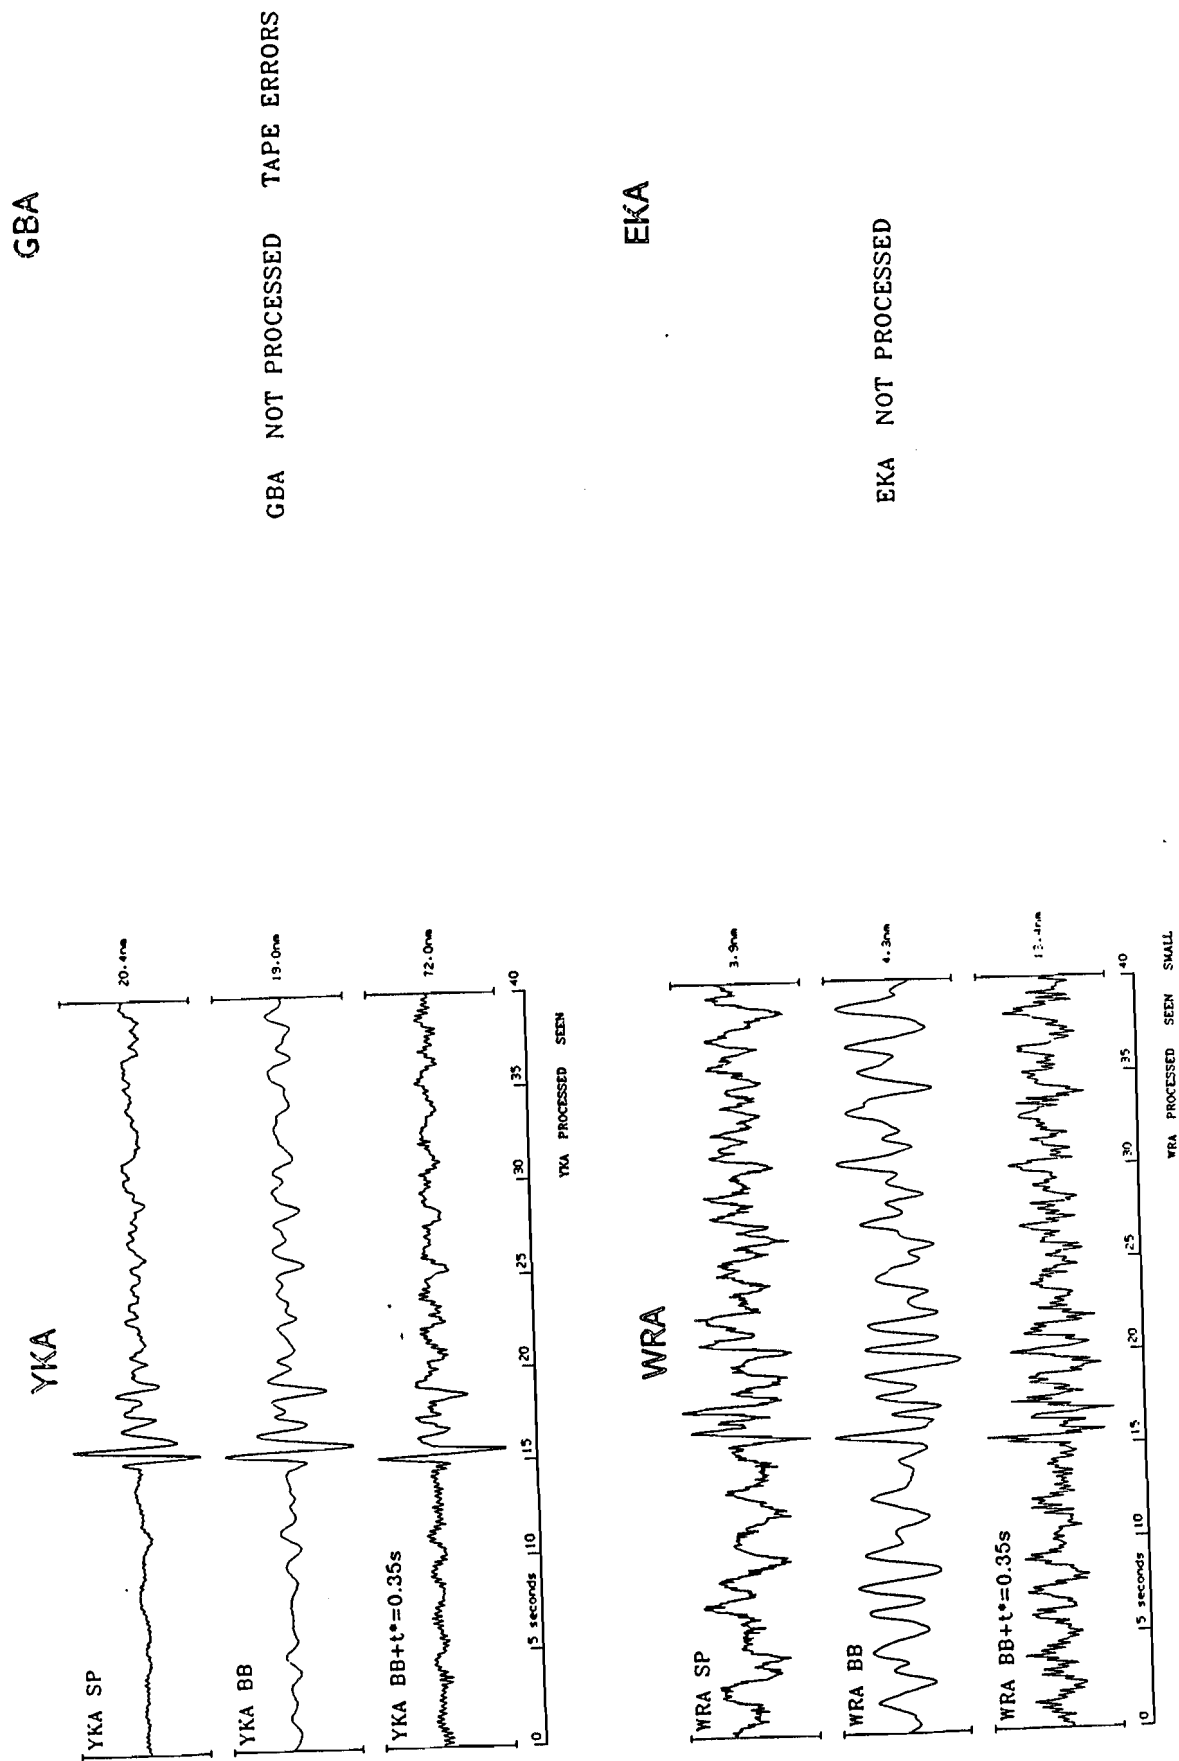 YKA
YKA SP
20.4nm
YKA BB
19.0nm
YKA BB+t*=0.35s
72.0nm
0 5 seconds 10 15 20 25 30 35 40
YKA PROCESSED SEEN
GBA
GBA NOT PROCESSED TAPE ERRORS
WRA
WRA SP
3.9nm
WRA BB
4.3nm
WRA BB+t*=0.35s
13.4nm
0 5 seconds 10 15 20 25 30 35 40
WRA PROCESSED SEEN SMALL
EKA
EKA NOT PROCESSED